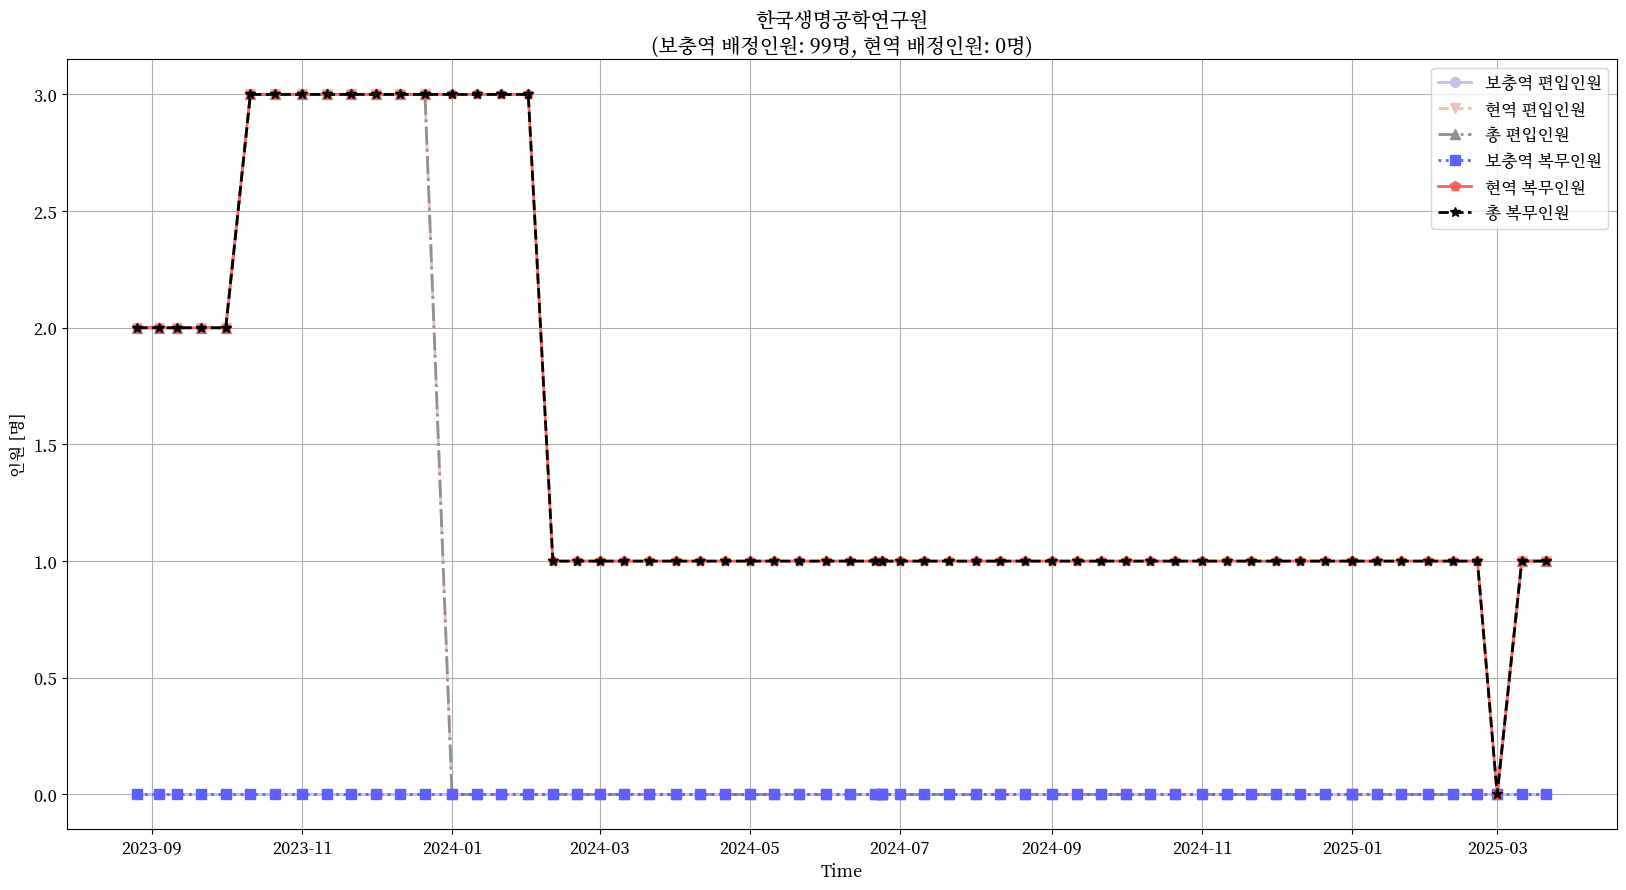 한국생명공학연구원
(보충역 배정인원: 99명, 현역 배정인원: 0명)
보충역 편입인원
현역 편입인원
총 편입인원
보충역 복무인원
현역 복무인원
총 복무인원
인원 [명]
3.0
2.5
2.0
1.5
1.0
0.5
0.0
2023-09 2023-11 2024-01 2024-03 2024-05 2024-07 2024-09 2024-11 2025-01 2025-03
Time